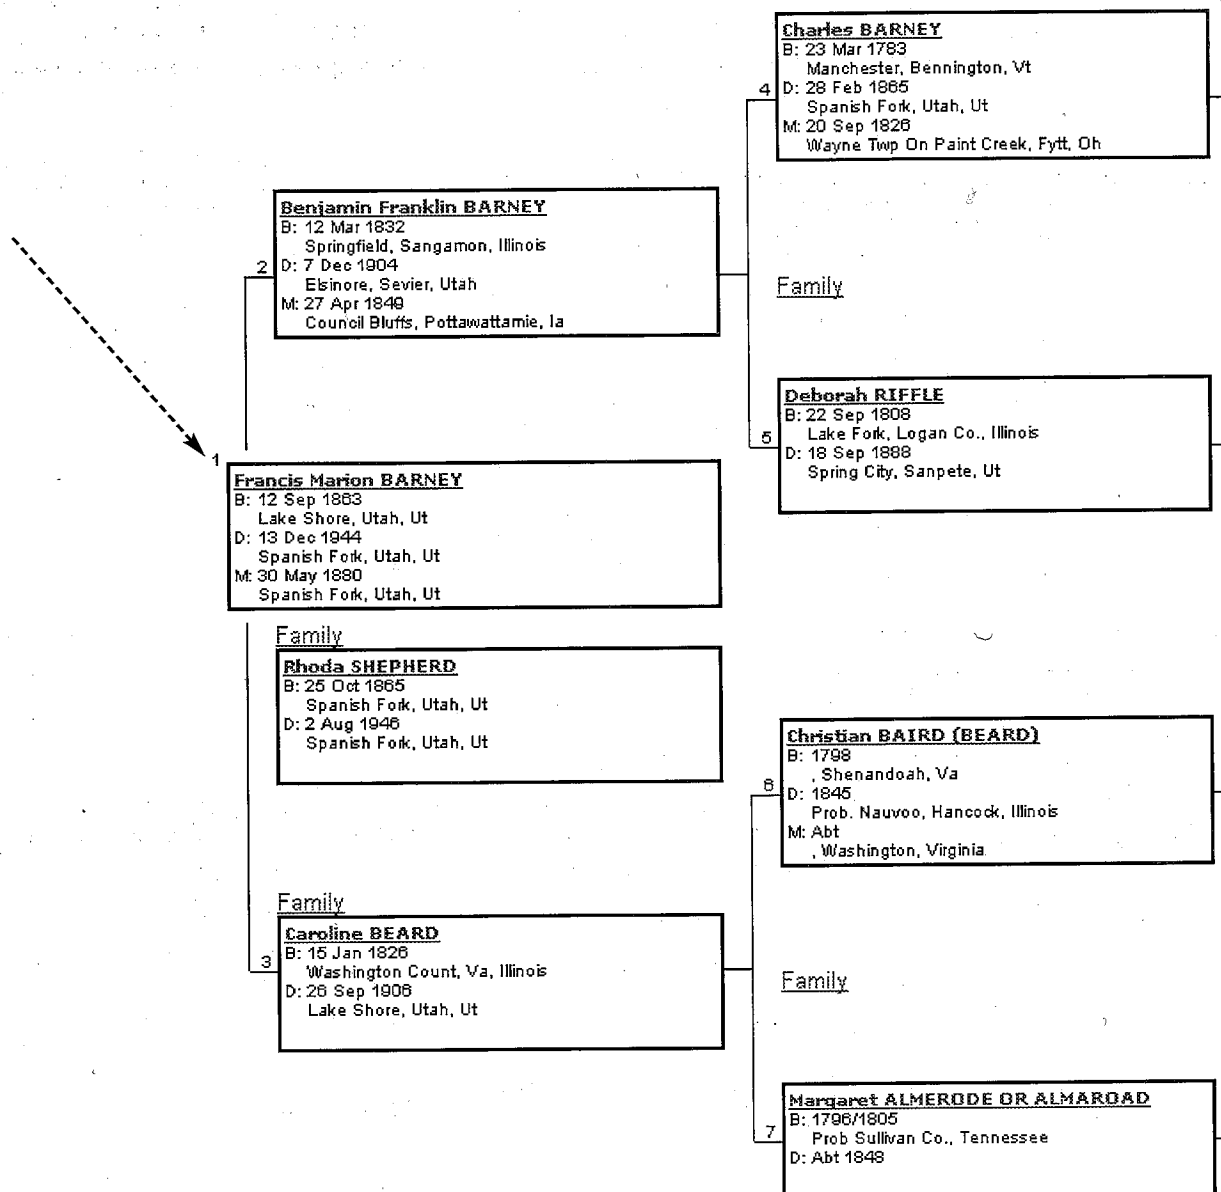 Charles BARNEY
B: 23 Mar 1783
Manchester, Bennington, Vt
4
D: 28 Feb 1865
Spanish Fork, Utah, Ut
M: 20 Sep 1826
Wayne Twp On Paint Creek, Fytt, Oh
Benjamin Franklin BARNEY
B: 12 Mar 1832
Springfield, Sangamon, Illinois
2
D: 7 Dec 1904
Elsinore, Sevier, Utah
M: 27 Apr 1849
Council Bluffs, Pottawattamie, Ia
Family
Deborah RIFFLE
B: 22 Sep 1808
Lake Fork, Logan Co., Illinois
5
D: 18 Sep 1888
Spring City, Sanpete, Ut
1
Francis Marion BARNEY
B: 12 Sep 1863
Lake Shore, Utah, Ut
D: 13 Dec 1944
Spanish Fork, Utah, Ut
M: 30 May 1880
Spanish Fork, Utah, Ut
Family
Rhoda SHEPHERD
B: 25 Oct 1865
Spanish Fork, Utah, Ut
D: 2 Aug 1946
Spanish Fork, Utah, Ut
Christian BAIRD (BEARD)
B: 1798
, Shenandoah, Va
6
D: 1845
Prob. Nauvoo, Hancock, Illinois
M: Abt
, Washington, Virginia
Family
Caroline BEARD
B: 15 Jan 1826
Washington Count, Va, Illinois
3
D: 26 Sep 1906
Lake Shore, Utah, Ut
Family
Margaret ALMERODE OR ALMAROAD
B: 1796/1805
Prob Sullivan Co., Tennessee
7
D: Abt 1848